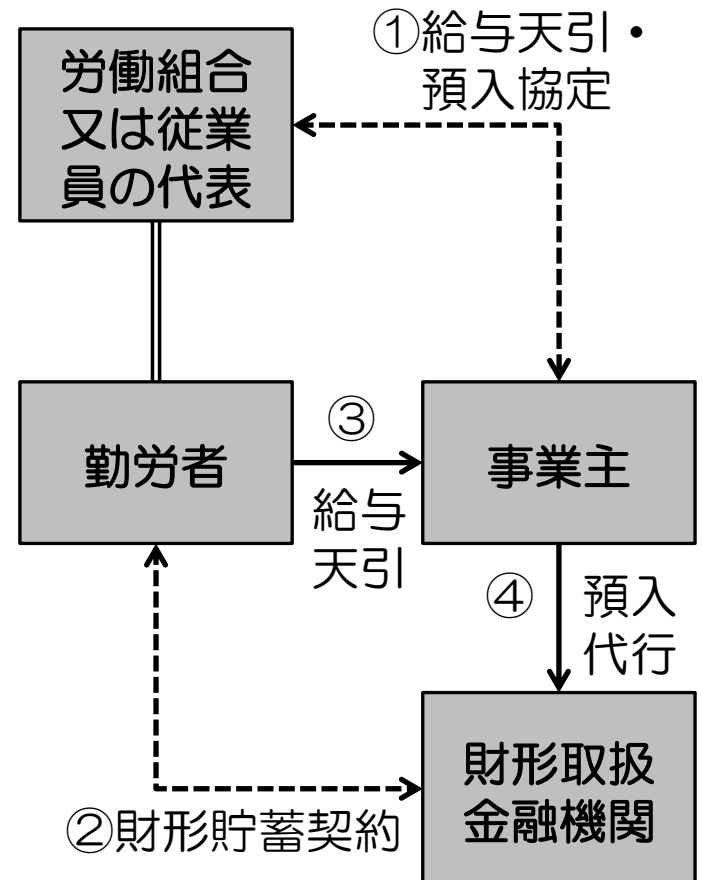 ①給与天引・
預入協定
労働組合
又は従業
員の代表
勤労者
③
給与
天引
事業主
④
預入
代行
②財形貯蓄契約
財形取扱
金融機関